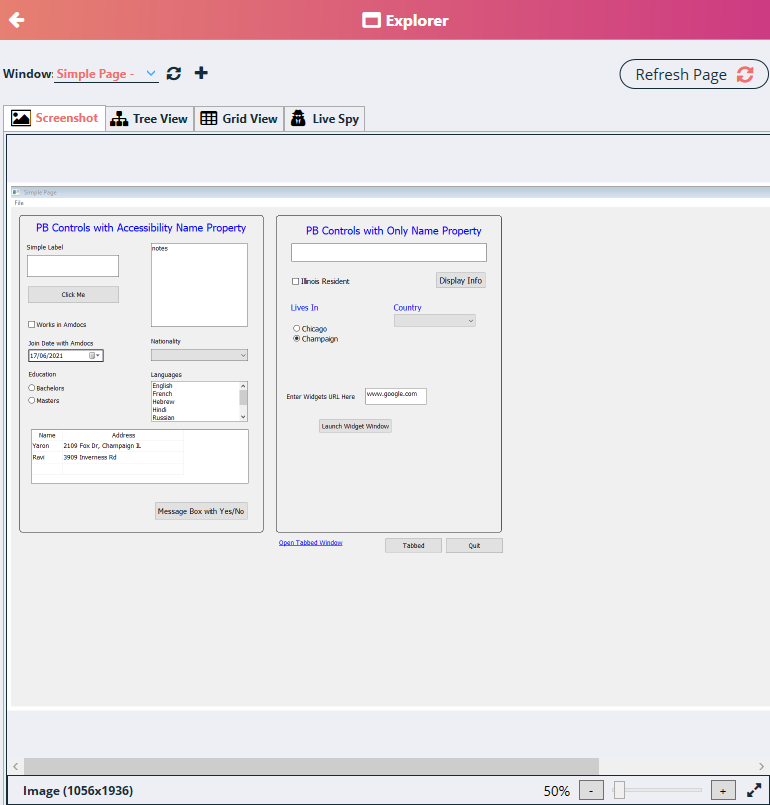 Explorer
Window: Simple Page -
Refresh Page
Screenshot Tree View Grid View Live Spy
Simple Page
File
PB Controls with Accessibility Name Property
Simple Label
notes
Click Me
Works in Amdocs
Join Date with Amdocs
Nationality
17/06/2021
Education
Languages
Bachelors
Masters
English
French
Hebrew
Hindi
Russian
Name Address
Yaron 2109 Fox Dr, Champaign IL
Ravi 3909 Inverness Rd
Message Box with Yes/No
PB Controls with Only Name Property
Illinois Resident
Display Info
Lives In
Country
Chicago
Champaign
Enter Widgets URL Here
www.google.com
Launch Widget Window
Open Tabbed Window
Tabbed
Quit
Image (1056x1936)
50% - +